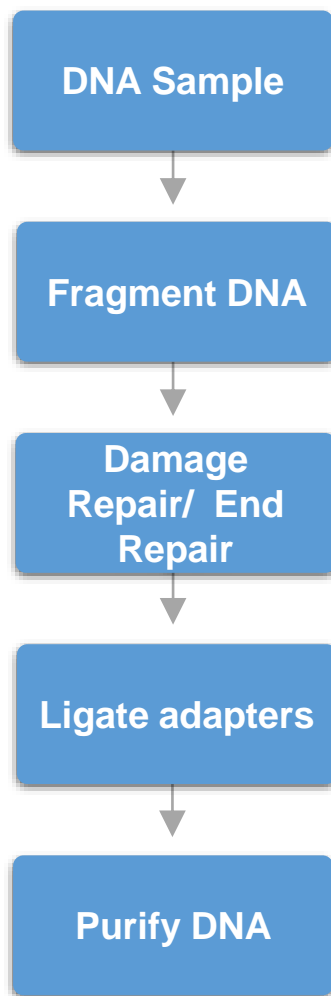 DNA Sample
Fragment DNA
Damage
Repair/ End
Repair
Ligate adapters
Purify DNA